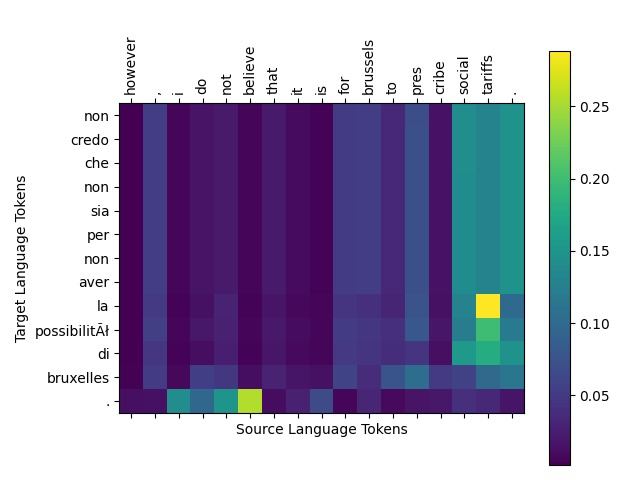 however , i do not believe that it is for brussels to pres cribe social tariffs .
non
credo
che
non
sia
per
non
aver
la
possibilitÃł
di
bruxelles
.
Target Language Tokens
Source Language Tokens
0.25
0.20
0.15
0.10
0.05